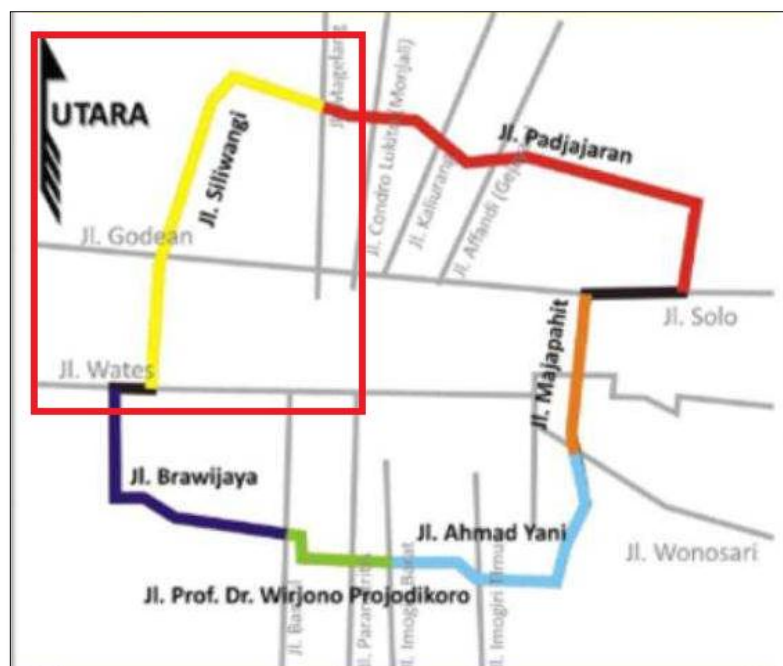 UTARA
Jl. Magelang
Jl. Condro Lukito (Monjali)
Jl. Kaliurang
Jl. Affandi (Gejayan)
Jl. Padjajaran
Jl. Siliwangi
Jl. Godean
Jl. Solo
Jl. Wates
Jl. Majapahit
Jl. Brawijaya
Jl. Ahmad Yani
Jl. Wonosari
Jl. Prof. Dr. Wirjono Projodikoro
Jl. Bantul
Jl. Parangtritis
Jl. Imogiri Barat
Jl. Imogiri Timur